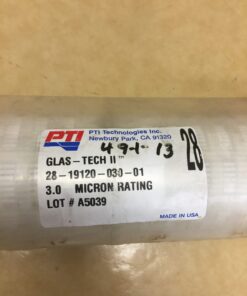 PTI
PTI Technologies Inc.
Newbury Park, CA 91320
49-1-13
28
GLAS-TECH II™
28-19120-030-01
3.0 MICRON RATING
LOT # A5039
MADE IN USA